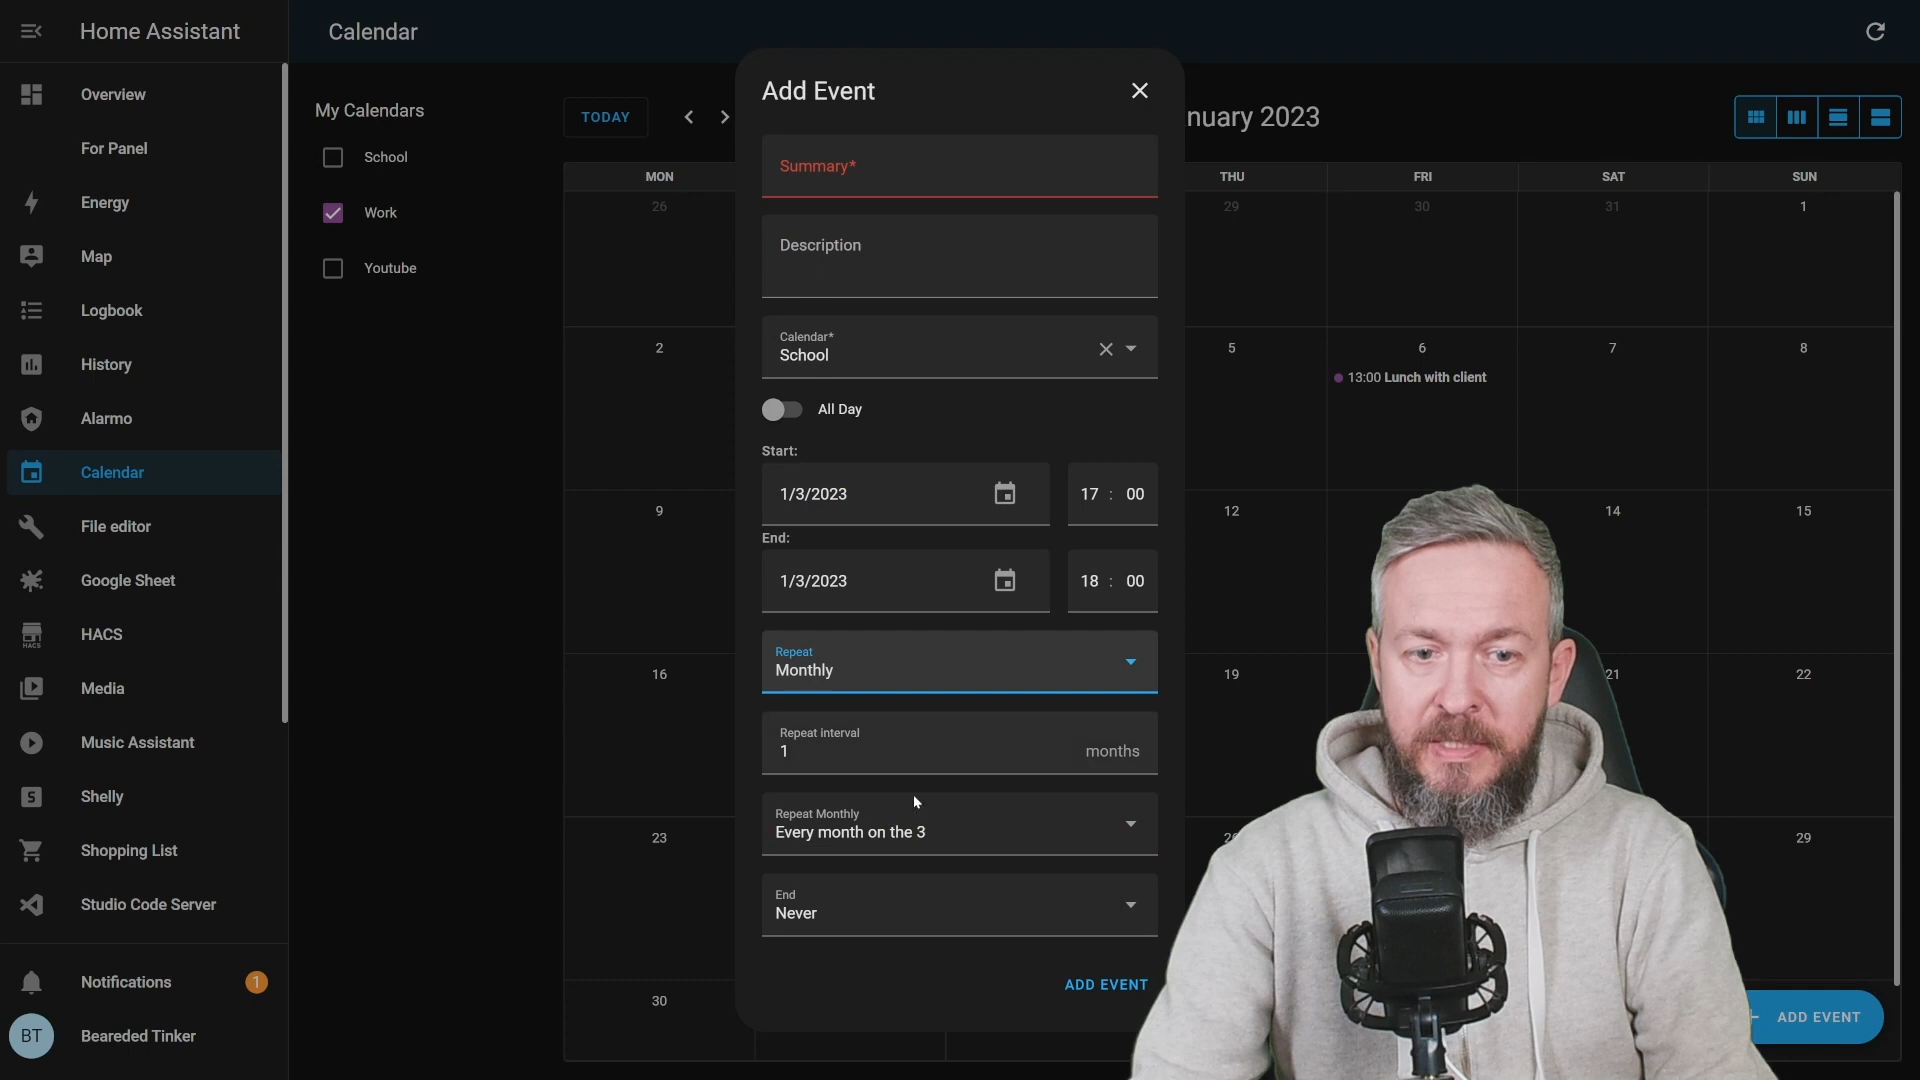 Home Assistant
Overview
For Panel
Energy
Map
Logbook
History
Alarmo
Calendar
File editor
Google Sheet
HACS
HACS
Media
Music Assistant
S
Shelly
Shopping List
Studio Code Server
Notifications
1
BT
Beareded Tinker
Calendar
My Calendars
School
Work
Youtube
TODAY
nuary 2023
MON
THU
FRI
SAT
SUN
26
29
30
31
1
2
5
6
7
8
13:00 Lunch with client
9
12
14
15
16
19
21
22
23
29
30
ADD EVENT
Add Event
Summary*
Description
Calendar*
School
All Day
Start:
1/3/2023
17 : 00
End:
1/3/2023
18 : 00
Repeat
Monthly
Repeat interval
1
months
Repeat Monthly
Every month on the 3
End
Never
ADD EVENT